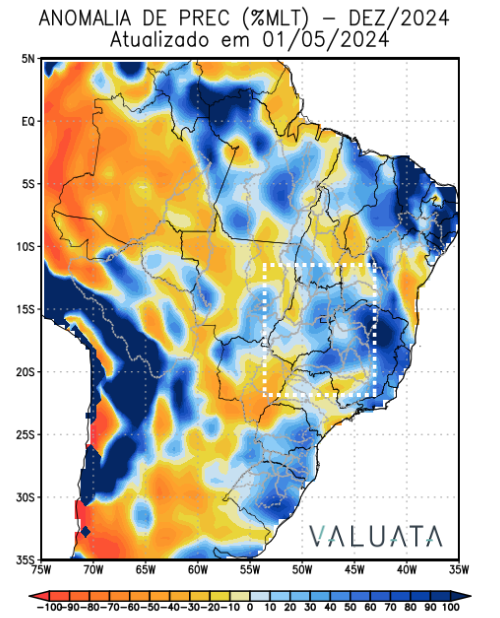 ANOMALIA DE PREC (%MLT) – DEZ/2024
Atualizado em 01/05/2024
5N
EQ
5S
10S
15S
20S
25S
30S
35S
75W 70W 65W 60W 55W 50W 45W 40W 35W
VALUATA
-100-90-80-70-60-50-40-30-20-10 0 10 20 30 40 50 60 70 80 90 100